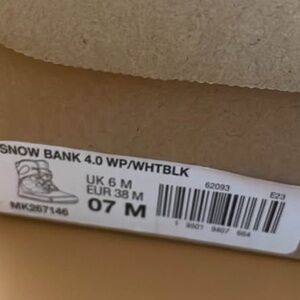 SNOW BANK 4.0 WP/WHTBLK
UK 6 M
EUR 38 M
07 M
MK267146
62093
E23